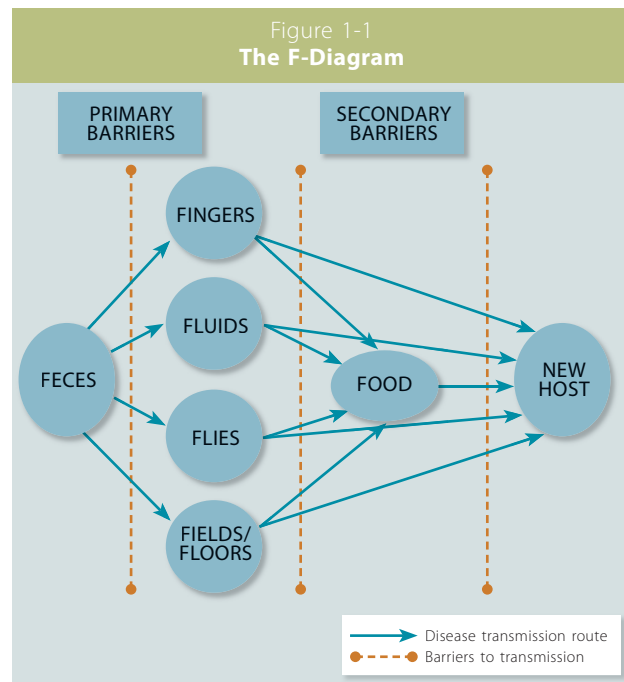 Figure 1-1
The F-Diagram
PRIMARY
BARRIERS
SECONDARY
BARRIERS
FINGERS
FLUIDS
FECES
FOOD
NEW
HOST
FLIES
FIELDS/
FLOORS
Disease transmission route
Barriers to transmission